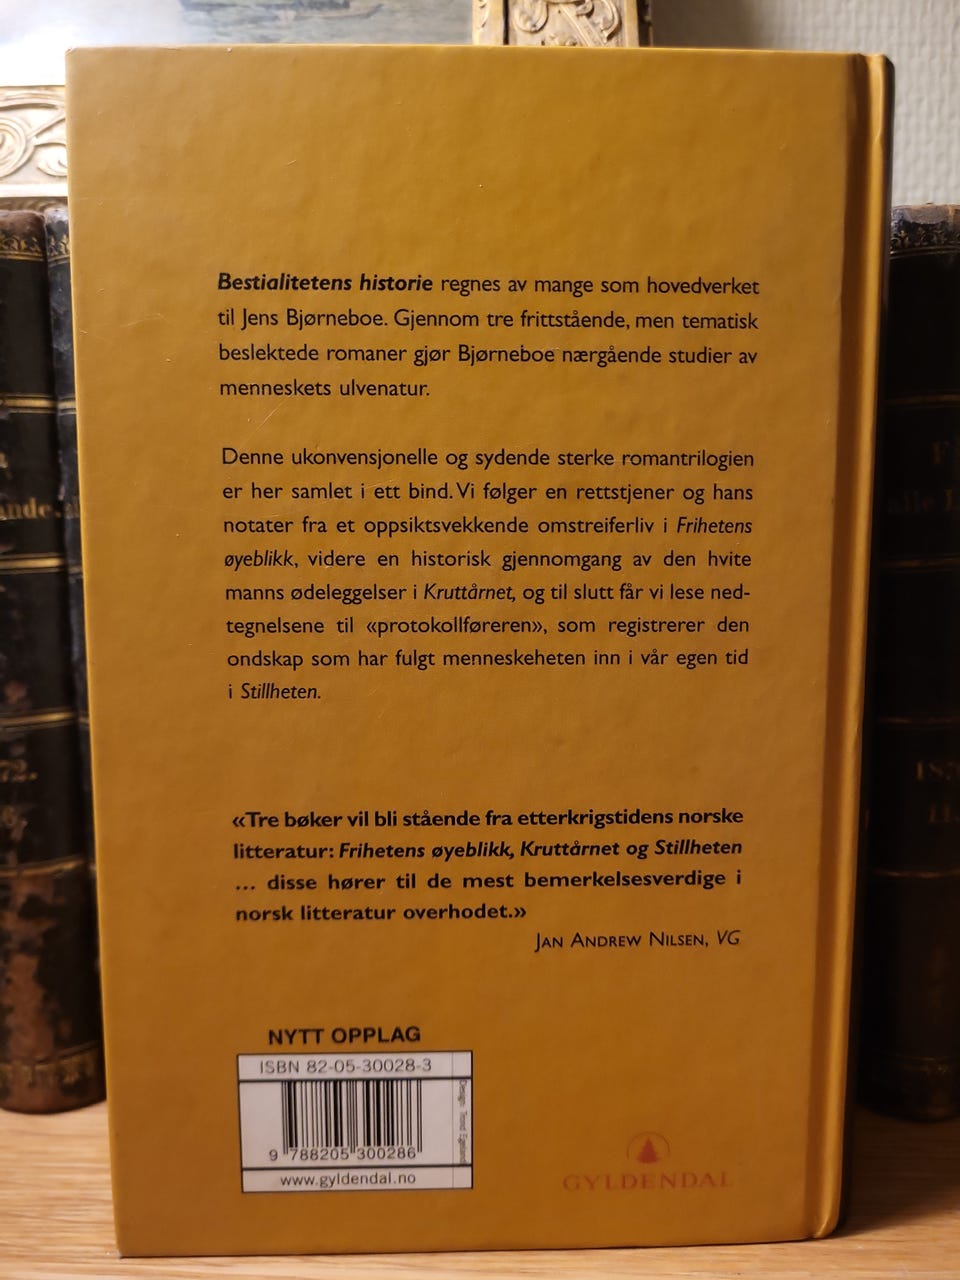 Bestialitetens historie regnes av mange som hovedverket
til Jens Bjørneboe. Gjennom tre frittstående, men tematisk
beslektede romaner gjør Bjørneboe nærgående studier av
menneskets ulvenatur.
Denne ukonvensjonelle og sydende sterke romantrilogien
er her samlet i ett bind. Vi følger en rettstjener og hans
notater fra et oppsiktsvekkende omstreiferliv i Frihetens
øyeblikk, videre en historisk gjennomgang av den hvite
manns ødeleggelser i Kruttårnet, og til slutt får vi lese ned-
tegnelsene til «protokollføreren», som registrerer den
ondskap som har fulgt menneskeheten inn i vår egen tid
i Stillheten.
«Tre bøker vil bli stående fra etterkrigstidens norske
litteratur: Frihetens øyeblikk, Kruttårnet og Stillheten
... disse hører til de mest bemerkelsesverdige i
norsk litteratur overhodet.»
JAN ANDREW NILSEN, VG
NYTT OPPLAG
ISBN 82-05-30028-3
9 788205 300286
www.gyldendal.no
GYLDENDAL